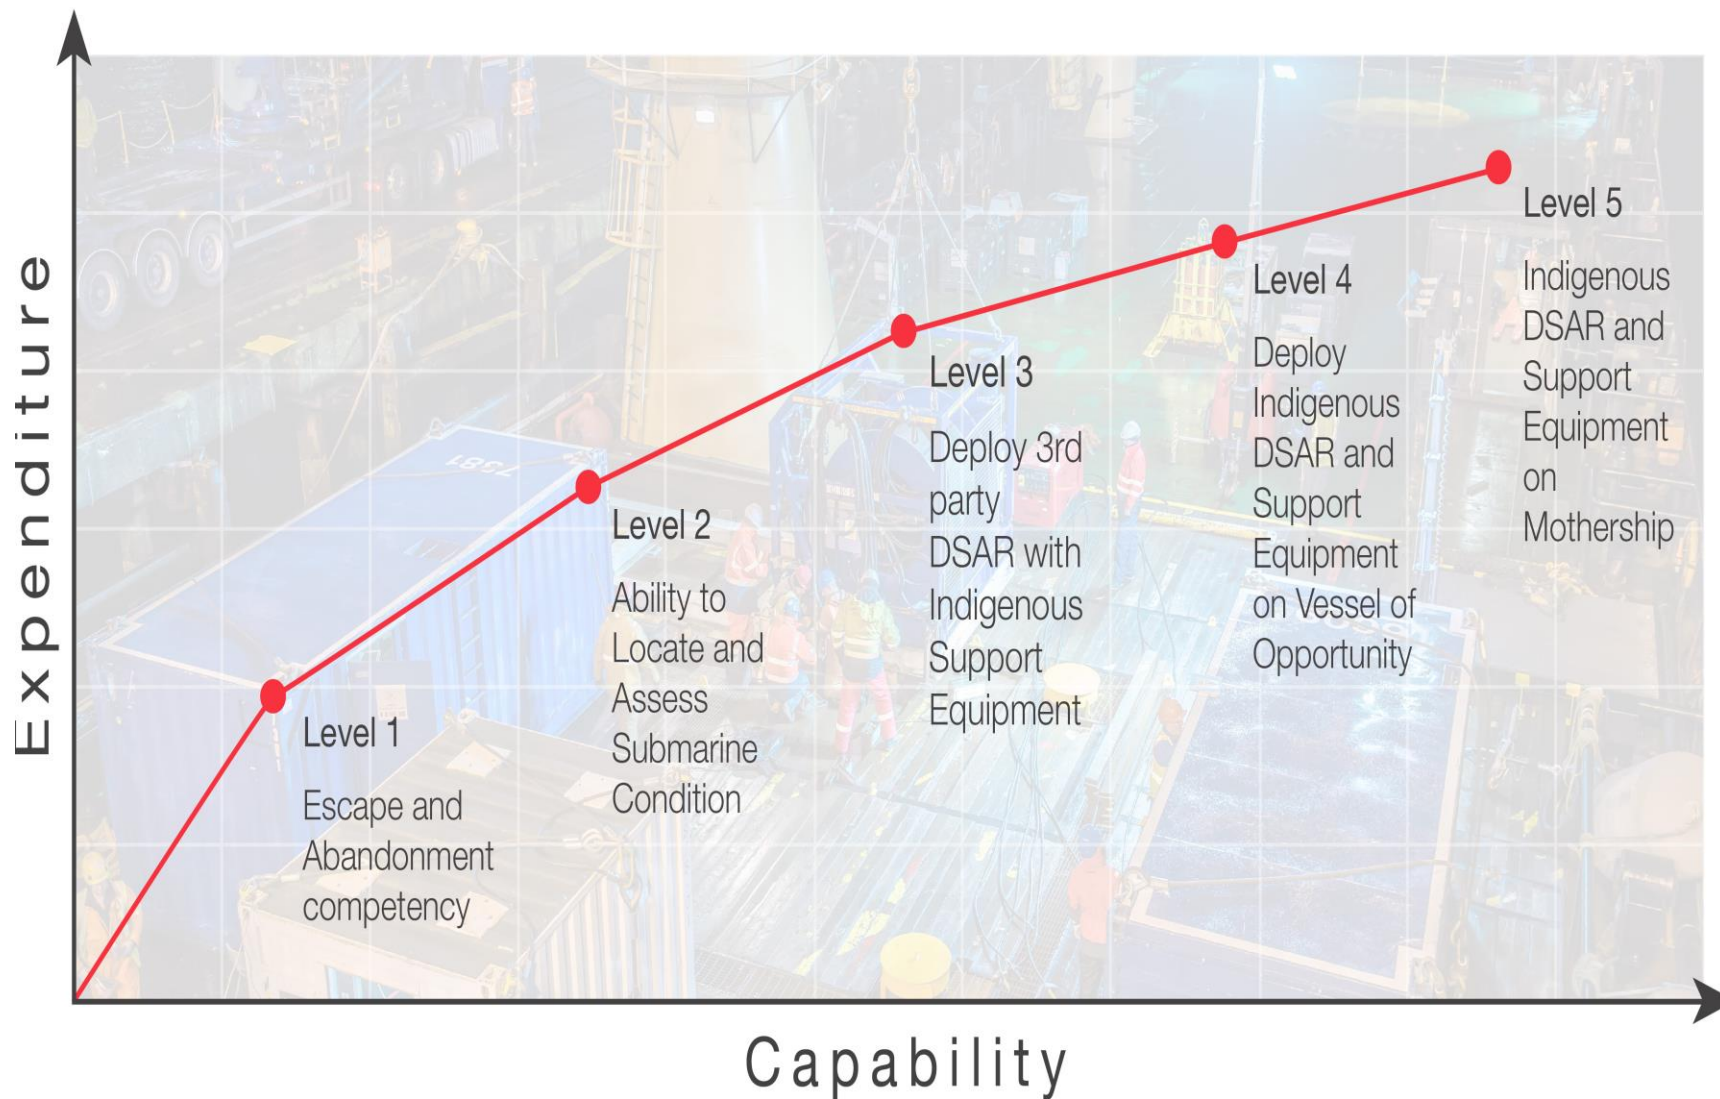 Expenditure
Level 1
Escape and
Abandonment
competency
Level 2
Ability to
Locate and
Assess
Submarine
Condition
Level 3
Deploy 3rd
party
DSAR with
Indigenous
Support
Equipment
Level 4
Deploy
Indigenous
DSAR and
Support
Equipment
on Vessel of
Opportunity
Level 5
Indigenous
DSAR and
Support
Equipment
on
Mothership
7381
Capability